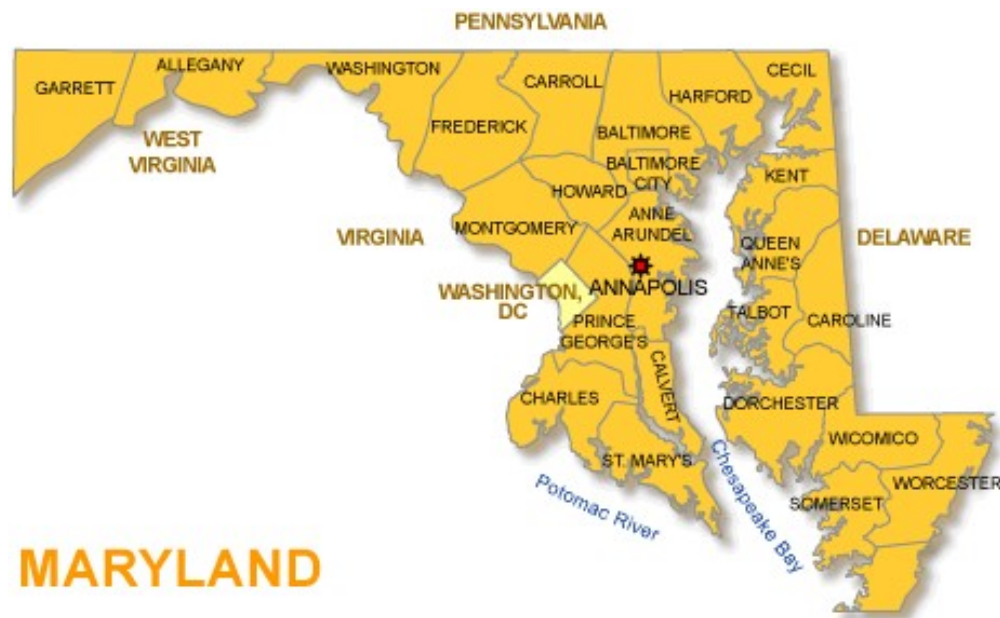 PENNSYLVANIA
GARRETT
ALLEGANY
WASHINGTON
CARROLL
CECIL
HARFORD
FREDERICK
BALTIMORE
WEST
VIRGINIA
BALTIMORE
CITY
KENT
HOWARD
ANNE
ARUNDEL
MONTGOMERY
VIRGINIA
QUEEN
ANNE'S
DELAWARE
WASHINGTON,
DC
ANNAPOLIS
TALBOT
CAROLINE
PRINCE
GEORGE'S
CALVERT
CHARLES
DORCHESTER
WICOMICO
ST. MARY'S
WORCESTER
SOMERSET
Potomac River
Chesapeake Bay
MARYLAND